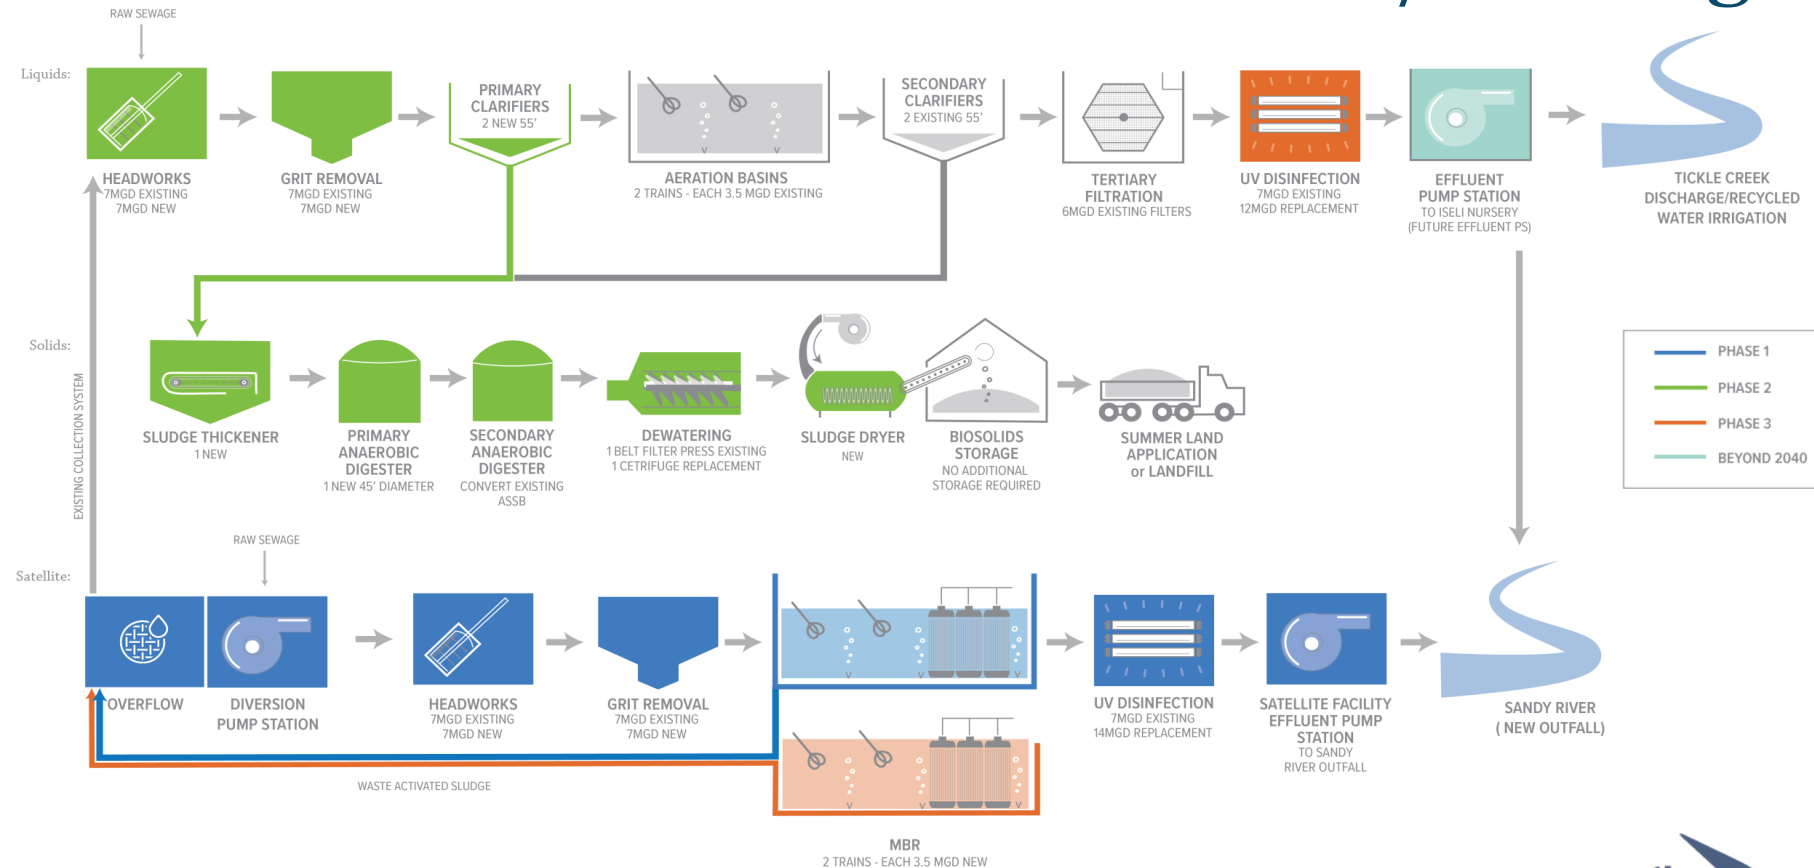 RAW SEWAGE
Liquids:
HEADWORKS
7MGD EXISTING
7MGD NEW
GRIT REMOVAL
7MGD EXISTING
7MGD NEW
PRIMARY
CLARIFIERS
2 NEW 55'
AERATION BASINS
2 TRAINS - EACH 3.5 MGD EXISTING
SECONDARY
CLARIFIERS
2 EXISTING 55'
TERTIARY
FILTRATION
6MGD EXISTING FILTERS
UV DISINFECTION
7MGD EXISTING
12MGD REPLACEMENT
EFFLUENT
PUMP STATION
TO ISELI NURSERY
(FUTURE EFFLUENT PS)
TICKLE CREEK
DISCHARGE/RECYCLED
WATER IRRIGATION
EXISTING COLLECTION SYSTEM
Solids:
SLUDGE THICKENER
1 NEW
PRIMARY
ANAEROBIC
DIGESTER
1 NEW 45' DIAMETER
SECONDARY
ANAEROBIC
DIGESTER
CONVERT EXISTING
ASSB
DEWATERING
1 BELT FILTER PRESS EXISTING
1 CETRIFUGE REPLACEMENT
SLUDGE DRYER
NEW
BIOSOLIDS
STORAGE
NO ADDITIONAL
STORAGE REQUIRED
SUMMER LAND
APPLICATION
or LANDFILL
PHASE 1
PHASE 2
PHASE 3
BEYOND 2040
Satellite:
RAW SEWAGE
OVERFLOW
DIVERSION
PUMP STATION
HEADWORKS
7MGD EXISTING
7MGD NEW
GRIT REMOVAL
7MGD EXISTING
7MGD NEW
WASTE ACTIVATED SLUDGE
MBR
2 TRAINS - EACH 3.5 MGD NEW
UV DISINFECTION
7MGD EXISTING
14MGD REPLACEMENT
SATELLITE FACILITY
EFFLUENT PUMP
STATION
TO SANDY
RIVER OUTFALL
SANDY RIVER
( NEW OUTFALL)